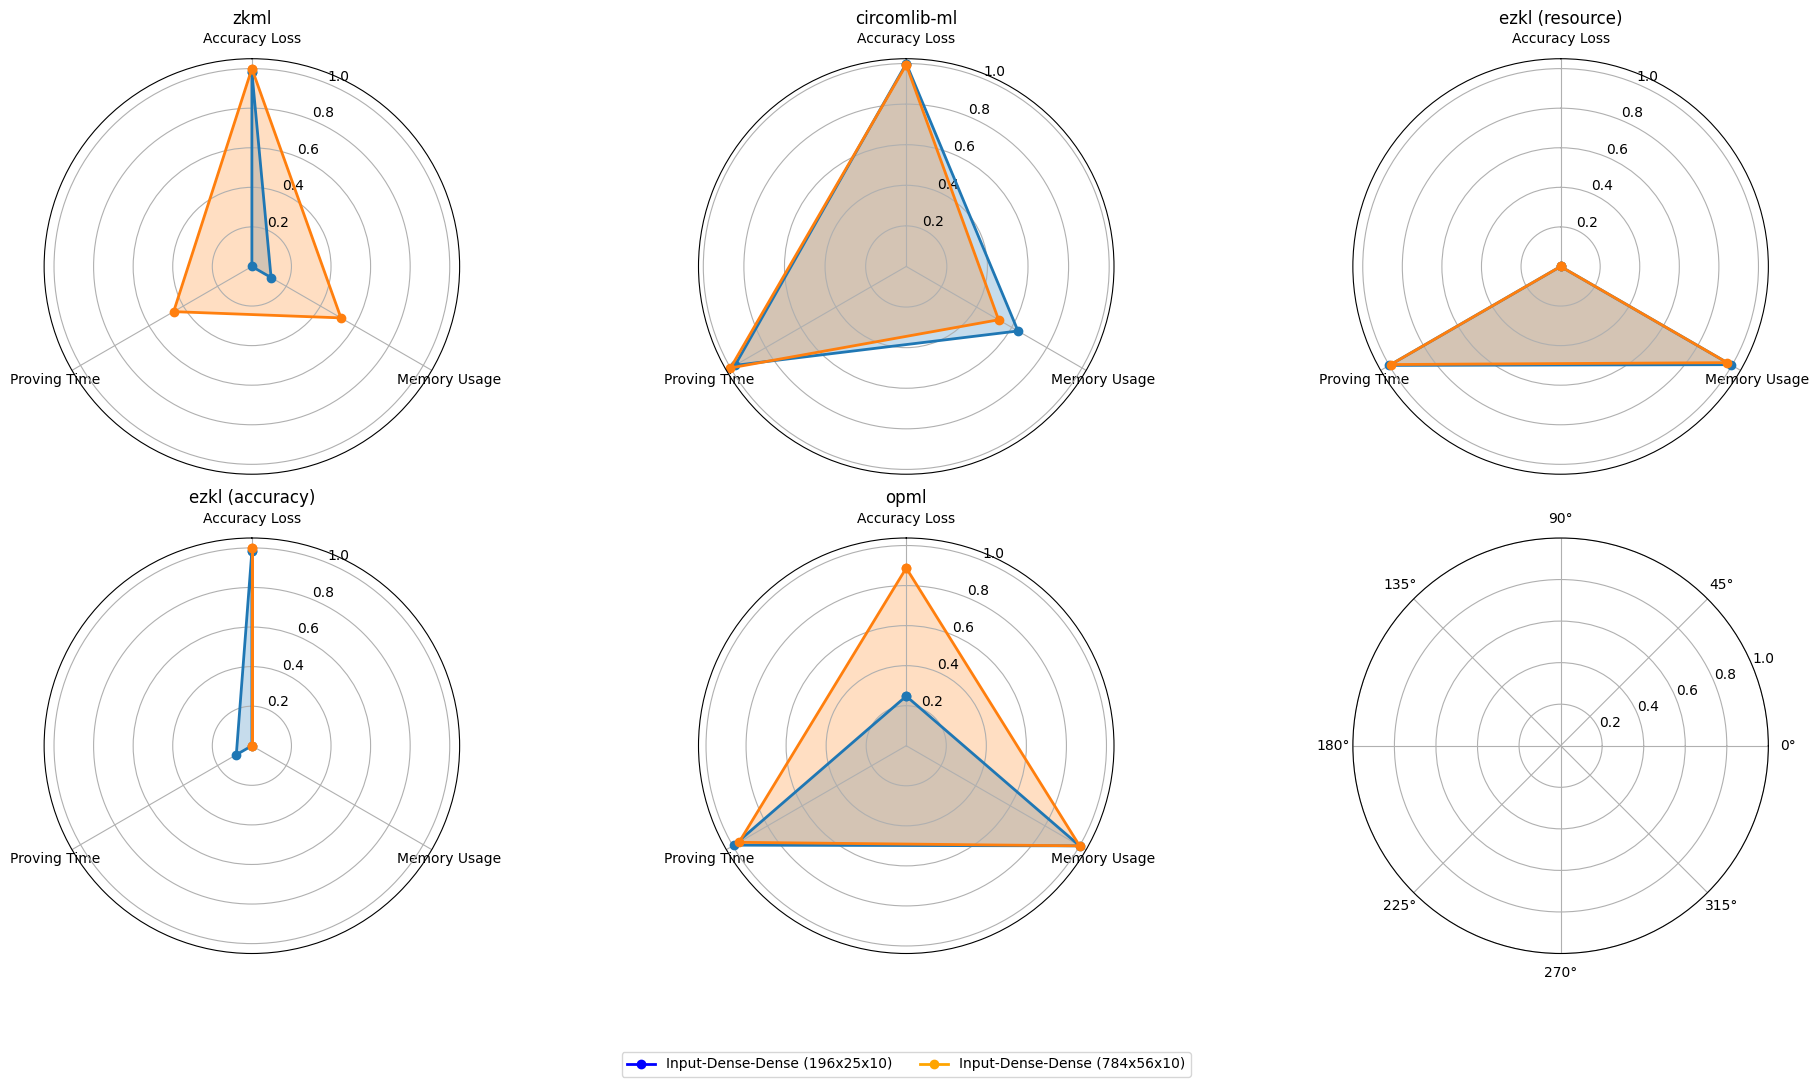 zkml
Accuracy Loss
1.0
0.8
0.6
0.4
0.2
Proving Time
Memory Usage
circomlib-ml
Accuracy Loss
1.0
0.8
0.6
0.4
0.2
Proving Time
Memory Usage
ezkl (resource)
Accuracy Loss
1.0
0.8
0.6
0.4
0.2
Proving Time
Memory Usage
ezkl (accuracy)
Accuracy Loss
1.0
0.8
0.6
0.4
0.2
Proving Time
Memory Usage
opml
Accuracy Loss
1.0
0.8
0.6
0.4
0.2
Proving Time
Memory Usage
90°
135°
45°
1.0
0.8
0.6
0.4
0.2
180°
0°
225°
315°
270°
Input-Dense-Dense (196x25x10)
Input-Dense-Dense (784x56x10)